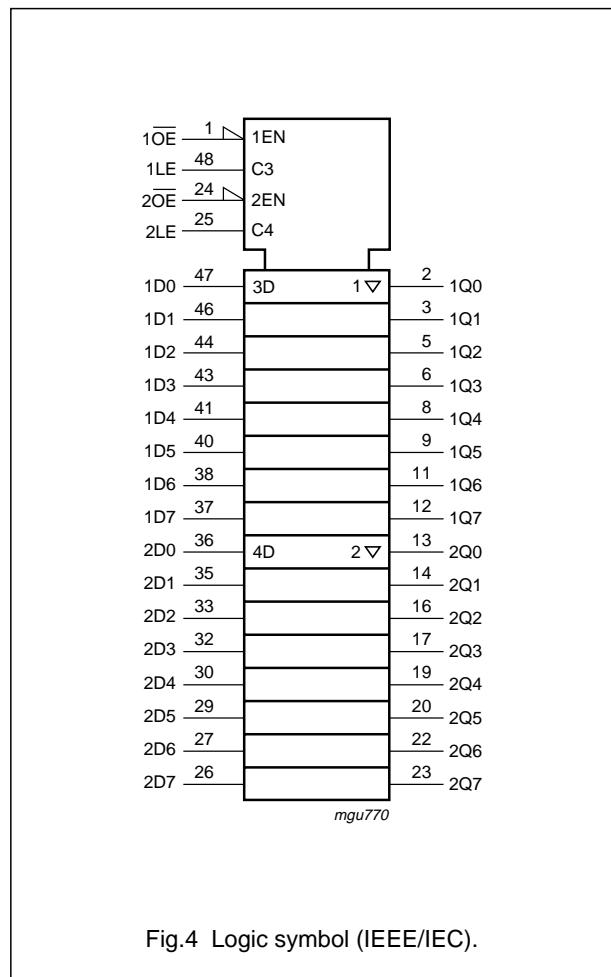 1O̅E̅ 1 1EN
1LE 48 C3
2O̅E̅ 24 2EN
2LE 25 C4
1D0 47 3D 1 ▽ 2 1Q0
1D1 46 3 1Q1
1D2 44 5 1Q2
1D3 43 6 1Q3
1D4 41 8 1Q4
1D5 40 9 1Q5
1D6 38 11 1Q6
1D7 37 12 1Q7
2D0 36 4D 2 ▽ 13 2Q0
2D1 35 14 2Q1
2D2 33 16 2Q2
2D3 32 17 2Q3
2D4 30 19 2Q4
2D5 29 20 2Q5
2D6 27 22 2Q6
2D7 26 23 2Q7
mgu770
Fig.4 Logic symbol (IEEE/IEC).